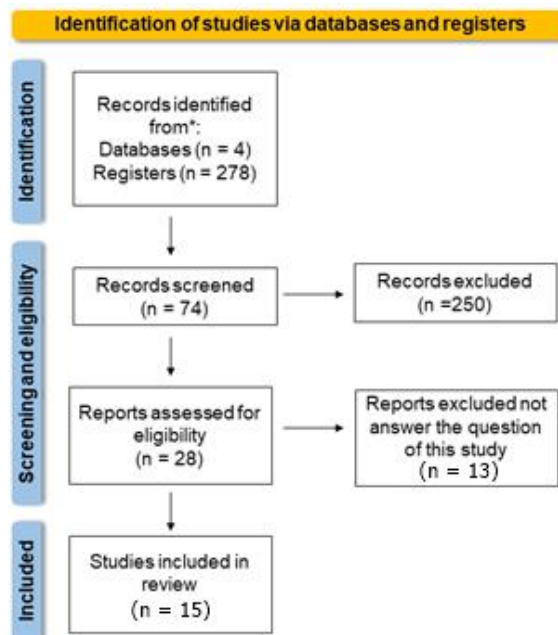 Identification of studies via databases and registers
Identification
Records identified
from*:
Databases (n = 4)
Registers (n = 278)
Screening and eligibility
Records screened
(n = 74)
Records excluded
(n =250)
Reports assessed for
eligibility
(n = 28)
Reports excluded not
answer the question
of this study
(n = 13)
Included
Studies included in
review
(n = 15)